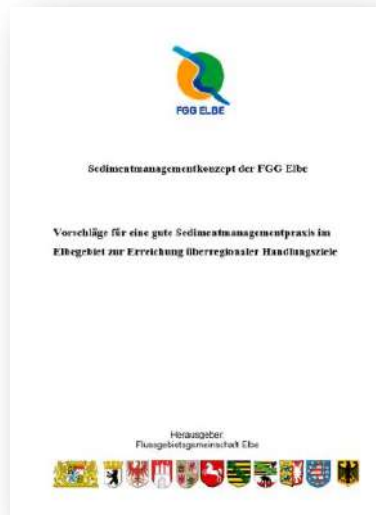 FGG ELBE
Sedimentmanagementkonzept der FGG Elbe
Vorschläge für eine gute Sedimentmanagementpraxis im
Elbegebiet zur Erreichung überregionaler Handlungsziele
Herausgeber
Flussgebietsgemeinschaft Elbe